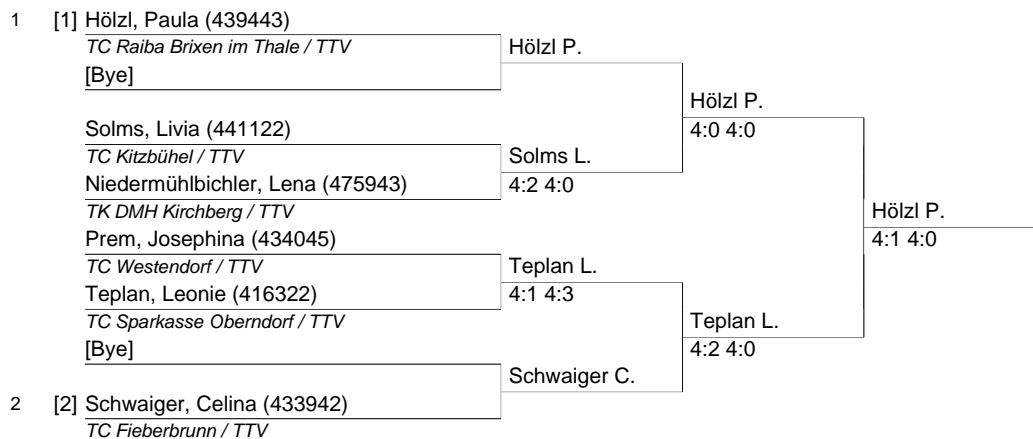 1 [1] Hölzl, Paula (439443)
TC Raiba Brixen im Thale / TTV
Hölzl P.
[Bye]
Hölzl P.
Solms, Livia (441122)
4:0 4:0
TC Kitzbühel / TTV
Solms L.
Niedermühlbichler, Lena (475943)
4:2 4:0
TK DMH Kirchberg / TTV
Hölzl P.
Prem, Josephina (434045)
4:1 4:0
TC Westendorf / TTV
Teplan L.
Teplan, Leonie (416322)
4:1 4:3
TC Sparkasse Oberndorf / TTV
Teplan L.
[Bye]
4:2 4:0
Schwaiger C.
2 [2] Schwaiger, Celina (433942)
TC Fieberbrunn / TTV